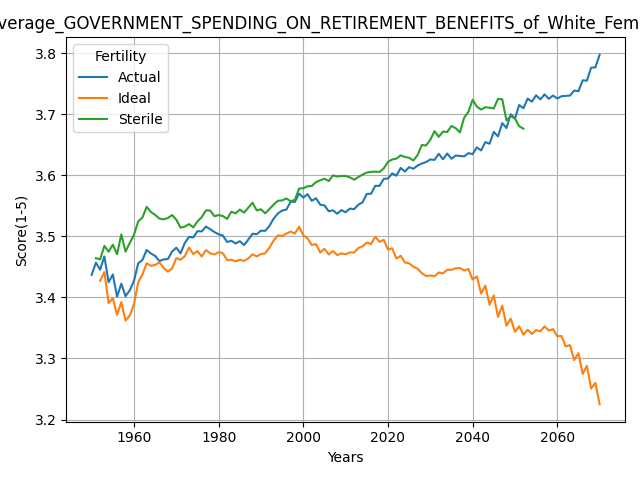 verage_GOVERNMENT_SPENDING_ON_RETIREMENT_BENEFITS_of_White_Fem
Fertility
Actual
Ideal
Sterile
Score(1-5)
3.8
3.7
3.6
3.5
3.4
3.3
3.2
1960 1980 2000 2020 2040 2060
Years